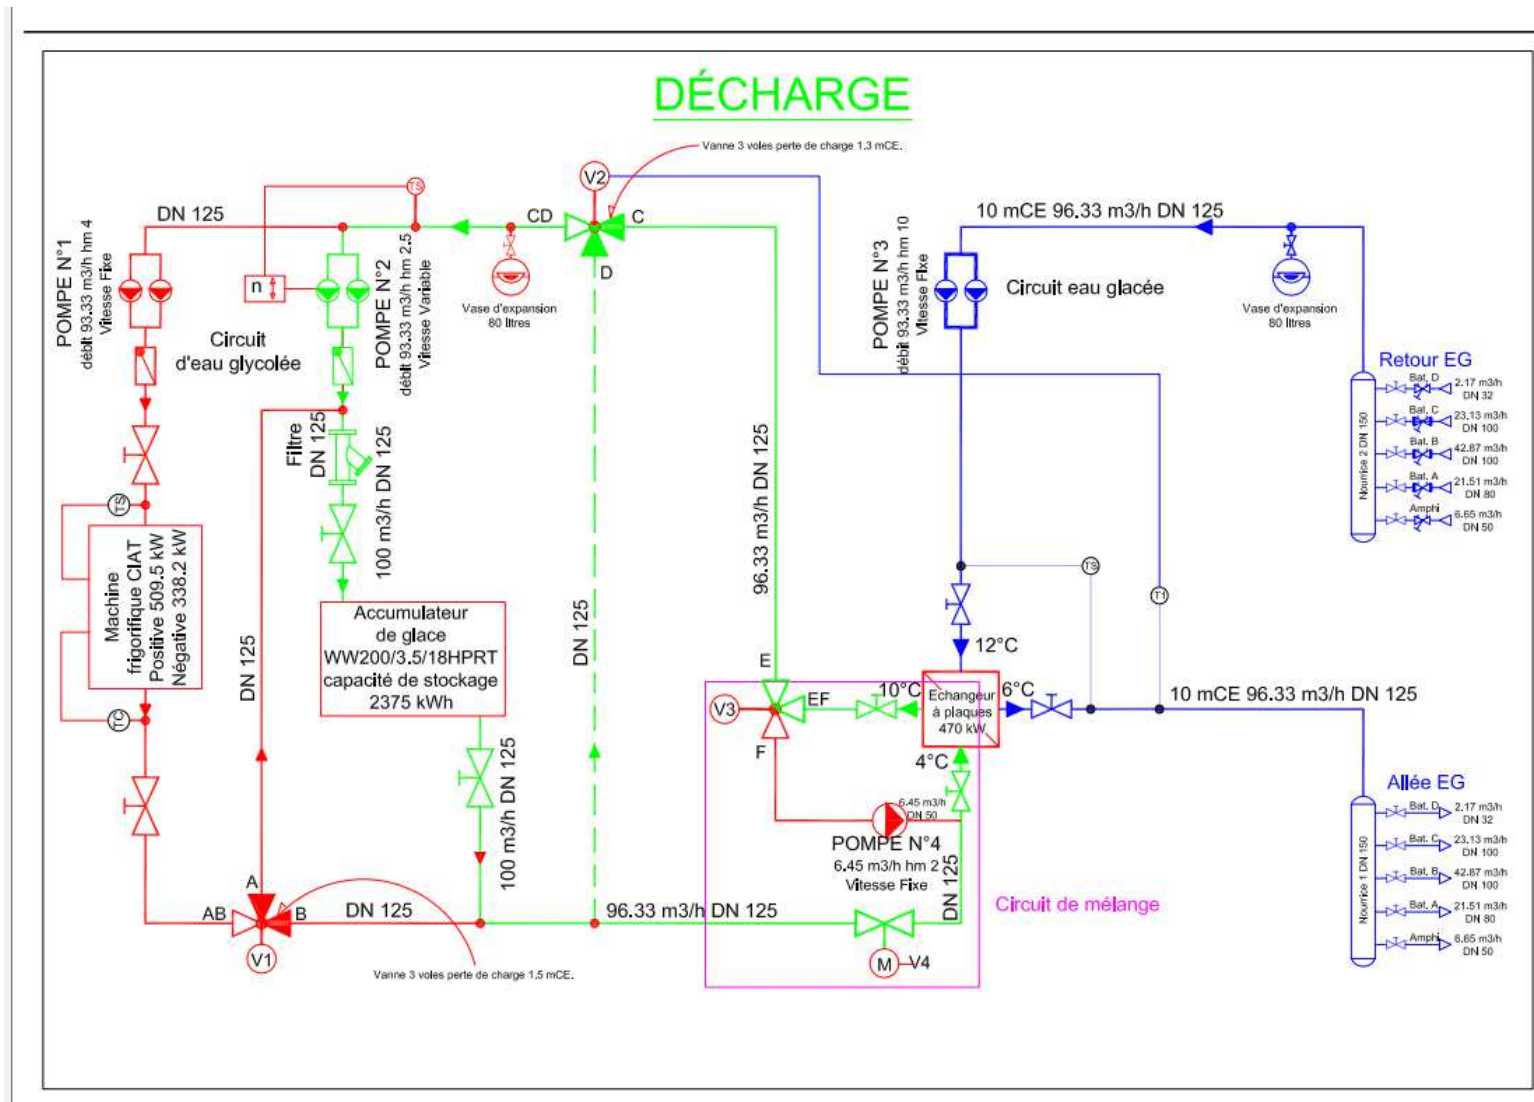 DÉCHARGE
Vanne 3 voies perte de charge 1.3 mCE.
V2
TS
DN 125
CD
C
D
10 mCE 96.33 m3/h DN 125
POMPE N°1
débit 93.33 m3/h hm 4
Vitesse Fixe
n
POMPE N°2
débit 93.33 m3/h hm 2.5
Vitesse Variable
Vase d'expansion
80 litres
POMPE N°3
débit 93.33 m3/h hm 10
Vitesse Fixe
Circuit eau glacée
Vase d'expansion
80 litres
Circuit
d'eau glycolée
Retour EG
Nourrice 2 DN 150
Bat. D
2.17 m3/h
DN 32
Bat. C
23.13 m3/h
DN 100
Bat. B
42.87 m3/h
DN 100
Bat. A
21.51 m3/h
DN 80
Amphi
6.65 m3/h
DN 50
Filtre
DN 125
100 m3/h DN 125
96.33 m3/h DN 125
TS
Machine
frigorifique CIAT
Positive 509.5 kW
Négative 338.2 kW
TC
DN 125
Accumulateur
de glace
WW200/3.5/18HPRT
capacité de stockage
2375 kWh
DN 125
TS
T1
12°C
E
V3
EF
F
10°C
Echangeur
à plaques
470 kW
6°C
4°C
10 mCE 96.33 m3/h DN 125
100 m3/h DN 125
6.45 m3/h
DN 50
POMPE N°4
6.45 m3/h hm 2
Vitesse Fixe
DN 125
Allée EG
Nourrice 1 DN 150
Bat. D
2.17 m3/h
DN 32
Bat. C
23.13 m3/h
DN 100
Bat. B
42.87 m3/h
DN 100
Bat. A
21.51 m3/h
DN 80
Amphi
6.65 m3/h
DN 50
A
AB
B
DN 125
96.33 m3/h DN 125
Circuit de mélange
V1
M
V4
Vanne 3 voies perte de charge 1.5 mCE.